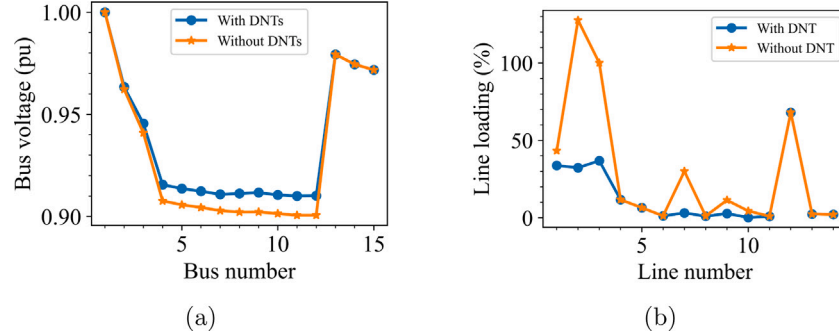 With DNTs
Without DNTs
1.00
0.95
0.90
Bus voltage (pu)
5
10
15
Bus number
(a)
With DNT
Without DNT
100
50
0
Line loading (%)
5
10
Line number
(b)